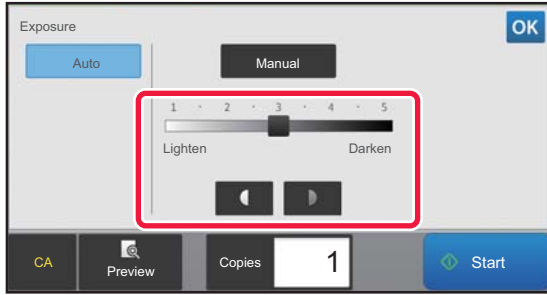 Exposure
OK
Auto
Manual
1 · 2 · 3 · 4 · 5
Lighten Darken
CA
Preview
Copies
1
Start